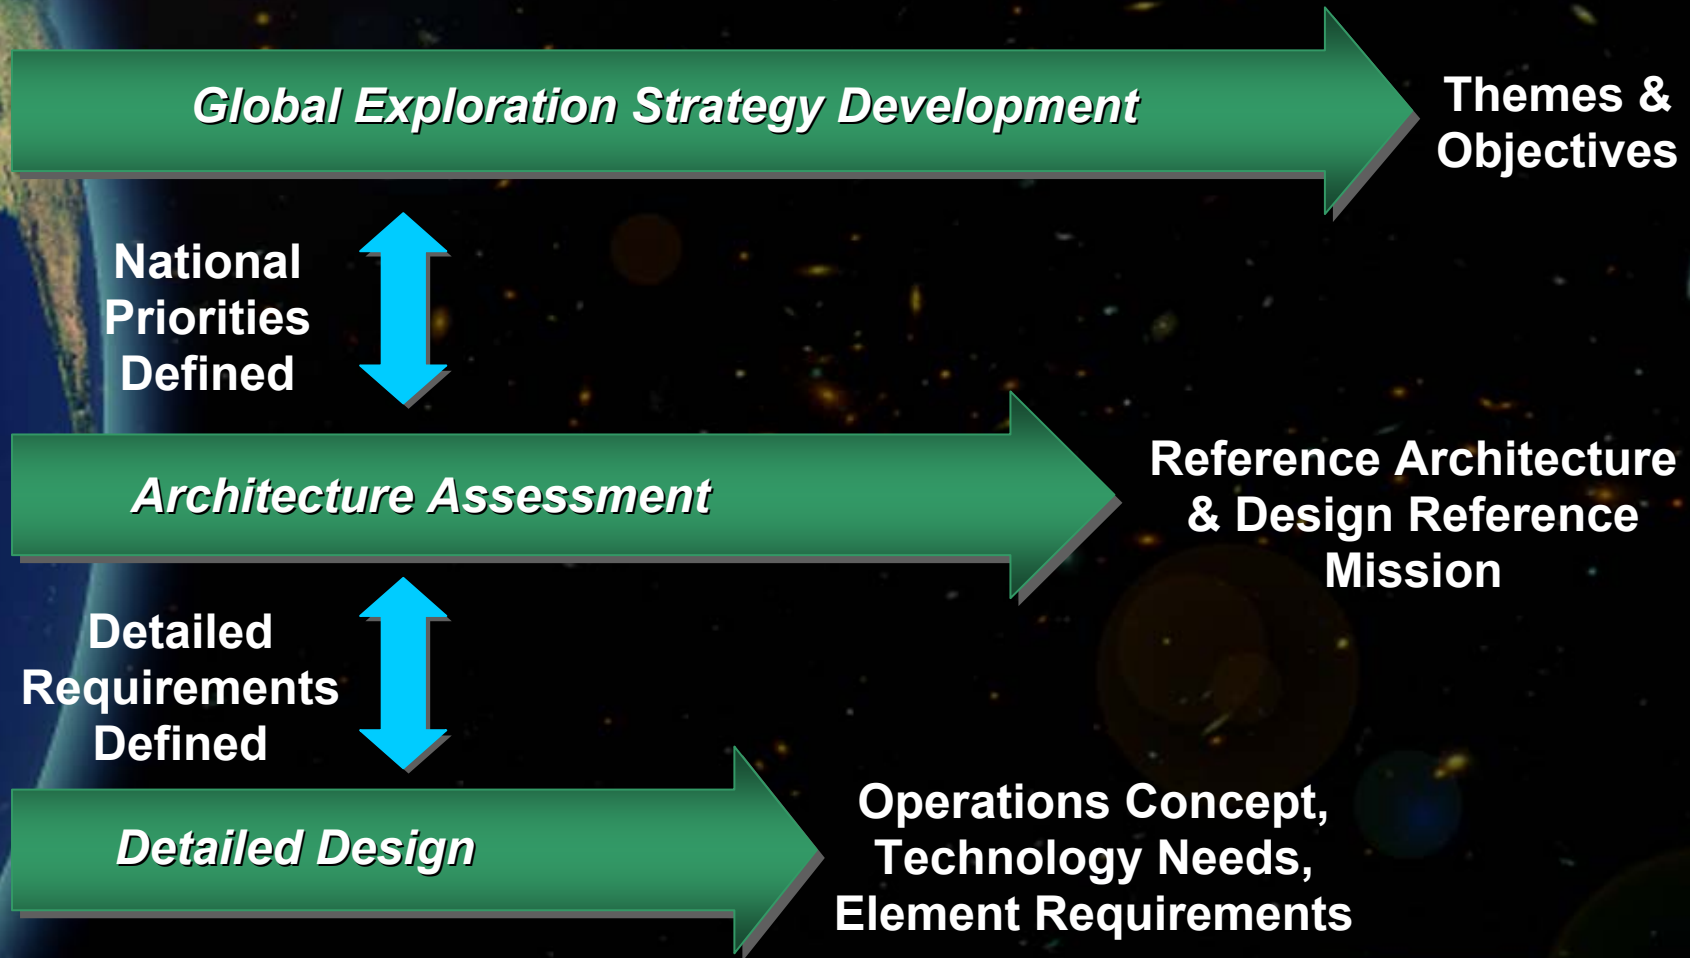 Global Exploration Strategy Development
Themes &
Objectives
National
Priorities
Defined
Architecture Assessment
Reference Architecture
& Design Reference
Mission
Detailed
Requirements
Defined
Detailed Design
Operations Concept,
Technology Needs,
Element Requirements